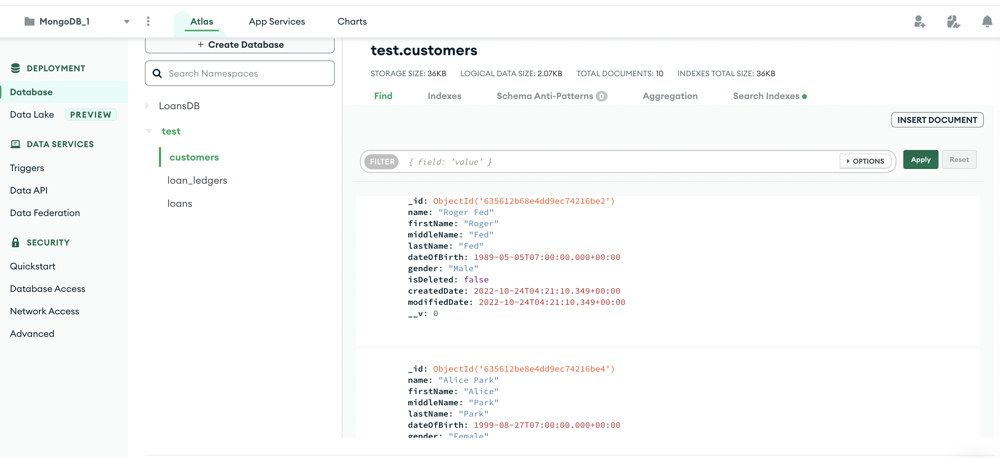 MongoDB_1
Atlas
App Services
Charts
DEPLOYMENT
Database
Data Lake PREVIEW
DATA SERVICES
Triggers
Data API
Data Federation
SECURITY
Quickstart
Database Access
Network Access
Advanced
+ Create Database
Search Namespaces
LoansDB
test
customers
loan_ledgers
loans
test.customers
STORAGE SIZE: 36KB LOGICAL DATA SIZE: 2.07KB TOTAL DOCUMENTS: 10 INDEXES TOTAL SIZE: 36KB
Find Indexes Schema Anti-Patterns 0 Aggregation Search Indexes
INSERT DOCUMENT
FILTER { field: 'value' } OPTIONS Apply Reset
_id: ObjectId('635612b68e4dd9ec74216be2')
name: "Roger Fed"
firstName: "Roger"
middleName: "Fed"
lastName: "Fed"
dateOfBirth: 1989-05-05T07:00:00.000+00:00
gender: "Male"
isDeleted: false
createdDate: 2022-10-24T04:21:10.349+00:00
modifiedDate: 2022-10-24T04:21:10.349+00:00
__v: 0
_id: ObjectId('635612be8e4dd9ec74216be4')
name: "Alice Park"
firstName: "Alice"
middleName: "Park"
lastName: "Park"
dateOfBirth: 1999-08-27T07:00:00.000+00:00
gender: "Female"